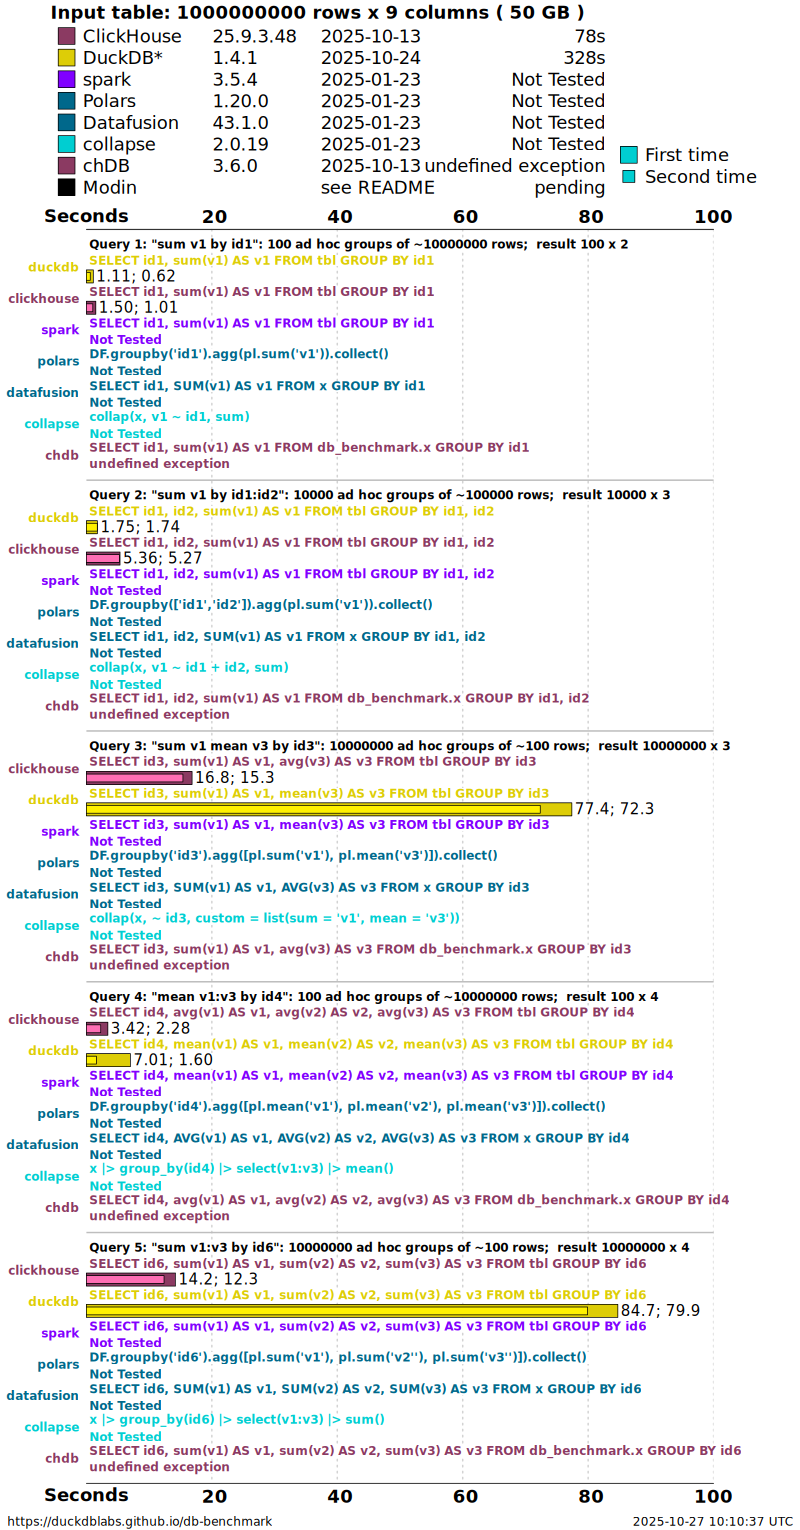 Input table: 1000000000 rows x 9 columns ( 50 GB )
ClickHouse 25.9.3.48 2025-10-13 78s
DuckDB* 1.4.1 2025-10-24 328s
spark 3.5.4 2025-01-23 Not Tested
Polars 1.20.0 2025-01-23 Not Tested
Datafusion 43.1.0 2025-01-23 Not Tested
collapse 2.0.19 2025-01-23 Not Tested
chDB 3.6.0 2025-10-13 undefined exception
Modin see README pending
First time
Second time
Seconds 20 40 60 80 100
Query 1: "sum v1 by id1": 100 ad hoc groups of ~10000000 rows; result 100 x 2
duckdb SELECT id1, sum(v1) AS v1 FROM tbl GROUP BY id1
1.11; 0.62
clickhouse SELECT id1, sum(v1) AS v1 FROM tbl GROUP BY id1
1.50; 1.01
spark SELECT id1, sum(v1) AS v1 FROM tbl GROUP BY id1
Not Tested
polars DF.groupby('id1').agg(pl.sum('v1')).collect()
Not Tested
datafusion SELECT id1, SUM(v1) AS v1 FROM x GROUP BY id1
Not Tested
collapse collap(x, v1 ~ id1, sum)
Not Tested
chdb SELECT id1, sum(v1) AS v1 FROM db_benchmark.x GROUP BY id1
undefined exception
Query 2: "sum v1 by id1:id2": 10000 ad hoc groups of ~100000 rows; result 10000 x 3
duckdb SELECT id1, id2, sum(v1) AS v1 FROM tbl GROUP BY id1, id2
1.75; 1.74
clickhouse SELECT id1, id2, sum(v1) AS v1 FROM tbl GROUP BY id1, id2
5.36; 5.27
spark SELECT id1, id2, sum(v1) AS v1 FROM tbl GROUP BY id1, id2
Not Tested
polars DF.groupby(['id1','id2']).agg(pl.sum('v1')).collect()
Not Tested
datafusion SELECT id1, id2, SUM(v1) AS v1 FROM x GROUP BY id1, id2
Not Tested
collapse collap(x, v1 ~ id1 + id2, sum)
Not Tested
chdb SELECT id1, id2, sum(v1) AS v1 FROM db_benchmark.x GROUP BY id1, id2
undefined exception
Query 3: "sum v1 mean v3 by id3": 10000000 ad hoc groups of ~100 rows; result 10000000 x 3
clickhouse SELECT id3, sum(v1) AS v1, avg(v3) AS v3 FROM tbl GROUP BY id3
16.8; 15.3
duckdb SELECT id3, sum(v1) AS v1, mean(v3) AS v3 FROM tbl GROUP BY id3
77.4; 72.3
spark SELECT id3, sum(v1) AS v1, mean(v3) AS v3 FROM tbl GROUP BY id3
Not Tested
polars DF.groupby('id3').agg([pl.sum('v1'), pl.mean('v3')]).collect()
Not Tested
datafusion SELECT id3, SUM(v1) AS v1, AVG(v3) AS v3 FROM x GROUP BY id3
Not Tested
collapse collap(x, ~ id3, custom = list(sum = 'v1', mean = 'v3'))
Not Tested
chdb SELECT id3, sum(v1) AS v1, avg(v3) AS v3 FROM db_benchmark.x GROUP BY id3
undefined exception
Query 4: "mean v1:v3 by id4": 100 ad hoc groups of ~10000000 rows; result 100 x 4
clickhouse SELECT id4, avg(v1) AS v1, avg(v2) AS v2, avg(v3) AS v3 FROM tbl GROUP BY id4
3.42; 2.28
duckdb SELECT id4, mean(v1) AS v1, mean(v2) AS v2, mean(v3) AS v3 FROM tbl GROUP BY id4
7.01; 1.60
spark SELECT id4, mean(v1) AS v1, mean(v2) AS v2, mean(v3) AS v3 FROM tbl GROUP BY id4
Not Tested
polars DF.groupby('id4').agg([pl.mean('v1'), pl.mean('v2'), pl.mean('v3')]).collect()
Not Tested
datafusion SELECT id4, AVG(v1) AS v1, AVG(v2) AS v2, AVG(v3) AS v3 FROM x GROUP BY id4
Not Tested
collapse x |> group_by(id4) |> select(v1:v3) |> mean()
Not Tested
chdb SELECT id4, avg(v1) AS v1, avg(v2) AS v2, avg(v3) AS v3 FROM db_benchmark.x GROUP BY id4
undefined exception
Query 5: "sum v1:v3 by id6": 10000000 ad hoc groups of ~100 rows; result 10000000 x 4
clickhouse SELECT id6, sum(v1) AS v1, sum(v2) AS v2, sum(v3) AS v3 FROM tbl GROUP BY id6
14.2; 12.3
duckdb SELECT id6, sum(v1) AS v1, sum(v2) AS v2, sum(v3) AS v3 FROM tbl GROUP BY id6
84.7; 79.9
spark SELECT id6, sum(v1) AS v1, sum(v2) AS v2, sum(v3) AS v3 FROM tbl GROUP BY id6
Not Tested
polars DF.groupby('id6').agg([pl.sum('v1'), pl.sum('v2''), pl.sum('v3'')]).collect()
Not Tested
datafusion SELECT id6, SUM(v1) AS v1, SUM(v2) AS v2, SUM(v3) AS v3 FROM x GROUP BY id6
Not Tested
collapse x |> group_by(id6) |> select(v1:v3) |> sum()
Not Tested
chdb SELECT id6, sum(v1) AS v1, sum(v2) AS v2, sum(v3) AS v3 FROM db_benchmark.x GROUP BY id6
undefined exception
Seconds 20 40 60 80 100
https://duckdblabs.github.io/db-benchmark 2025-10-27 10:10:37 UTC